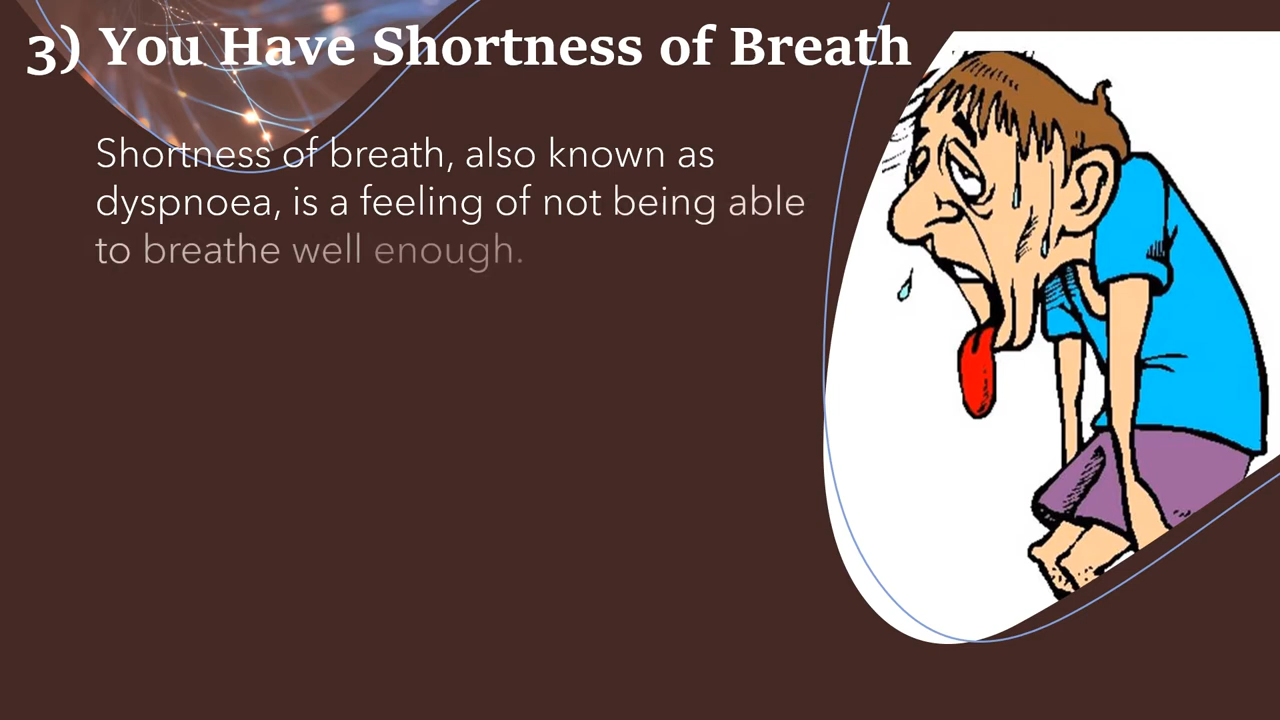 3) You Have Shortness of Breath
Shortness of breath, also known as
dyspnoea, is a feeling of not being able
to breathe well enough.